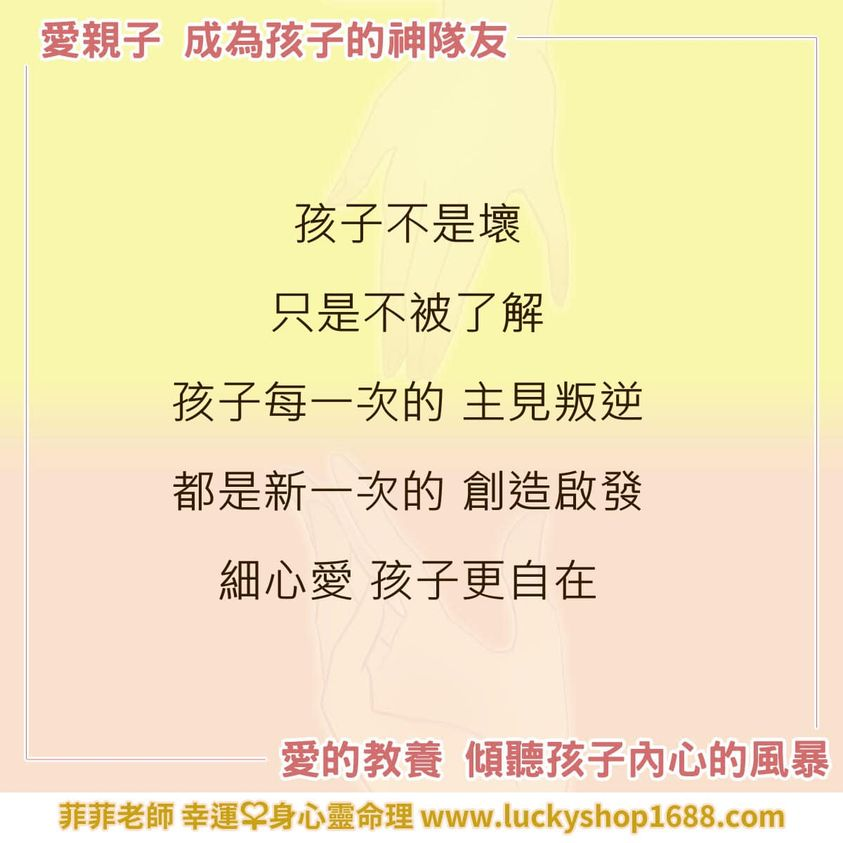 愛親子 成為孩子的神隊友
孩子不是壞
只是不被了解
孩子每一次的 主見叛逆
都是新一次的 創造啟發
細心愛 孩子更自在
愛的教養 傾聽孩子內心的風暴
菲菲老師 幸運♡身心靈命理 www.luckyshop1688.com